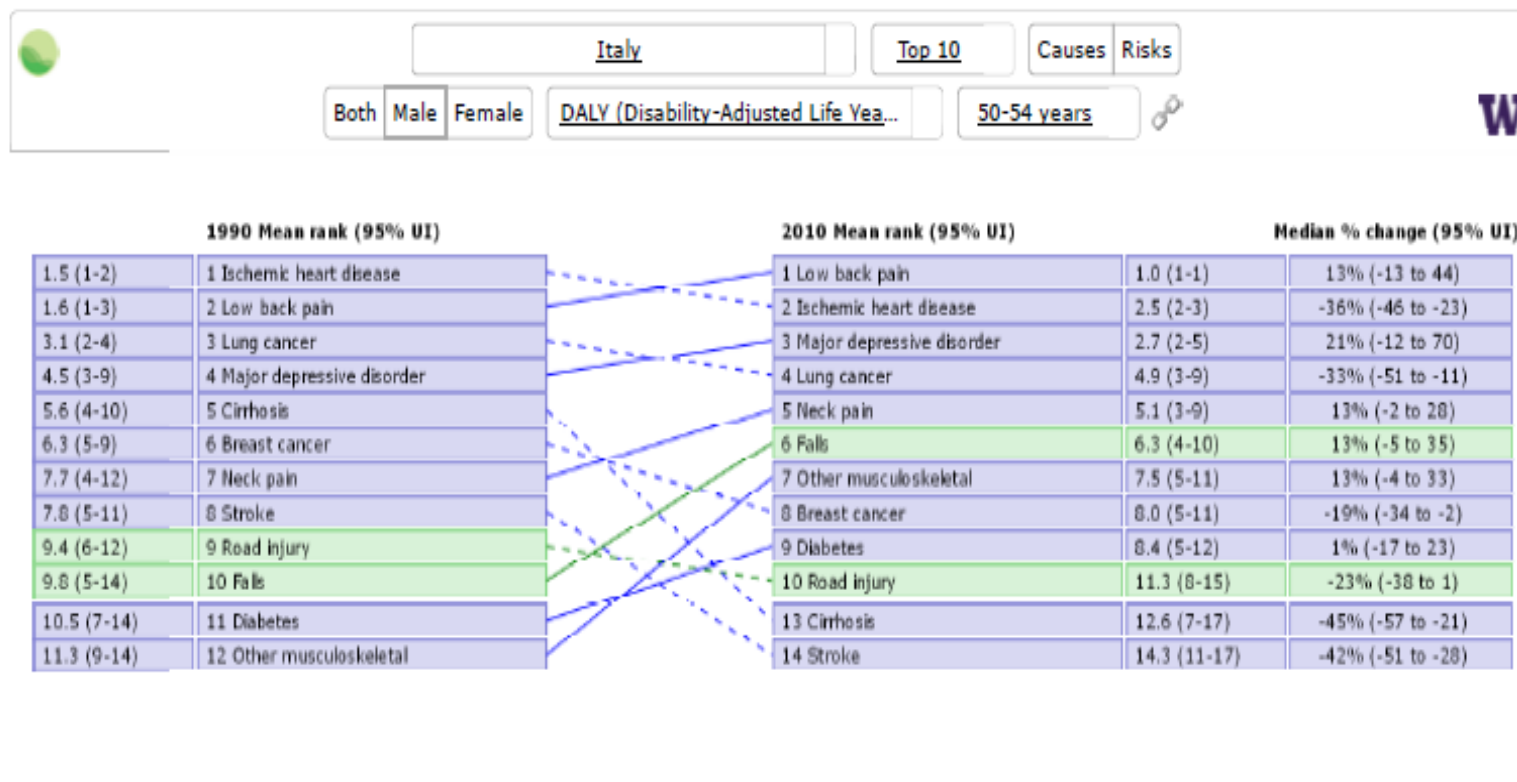 Italy Top 10 Causes Risks
Both Male Female DALY (Disability-Adjusted Life Yea... 50-54 years
W
1990 Mean rank (95% UI) 2010 Mean rank (95% UI) Median % change (95% UI)
1.5 (1-2) 1 Ischemic heart disease 1 Low back pain 1.0 (1-1) 13% (-13 to 44)
1.6 (1-3) 2 Low back pain 2 Ischemic heart disease 2.5 (2-3) -36% (-46 to -23)
3.1 (2-4) 3 Lung cancer 3 Major depressive disorder 2.7 (2-5) 21% (-12 to 70)
4.5 (3-9) 4 Major depressive disorder 4 Lung cancer 4.9 (3-9) -33% (-51 to -11)
5.6 (4-10) 5 Cirrhosis 5 Neck pain 5.1 (3-9) 13% (-2 to 28)
6.3 (5-9) 6 Breast cancer 6 Falls 6.3 (4-10) 13% (-5 to 35)
7.7 (4-12) 7 Neck pain 7 Other musculoskeletal 7.5 (5-11) 13% (-4 to 33)
7.8 (5-11) 8 Stroke 8 Breast cancer 8.0 (5-11) -19% (-34 to -2)
9.4 (6-12) 9 Road injury 9 Diabetes 8.4 (5-12) 1% (-17 to 23)
9.8 (5-14) 10 Falls 10 Road injury 11.3 (8-15) -23% (-38 to 1)
10.5 (7-14) 11 Diabetes 13 Cirrhosis 12.6 (7-17) -45% (-57 to -21)
11.3 (9-14) 12 Other musculoskeletal 14 Stroke 14.3 (11-17) -42% (-51 to -28)